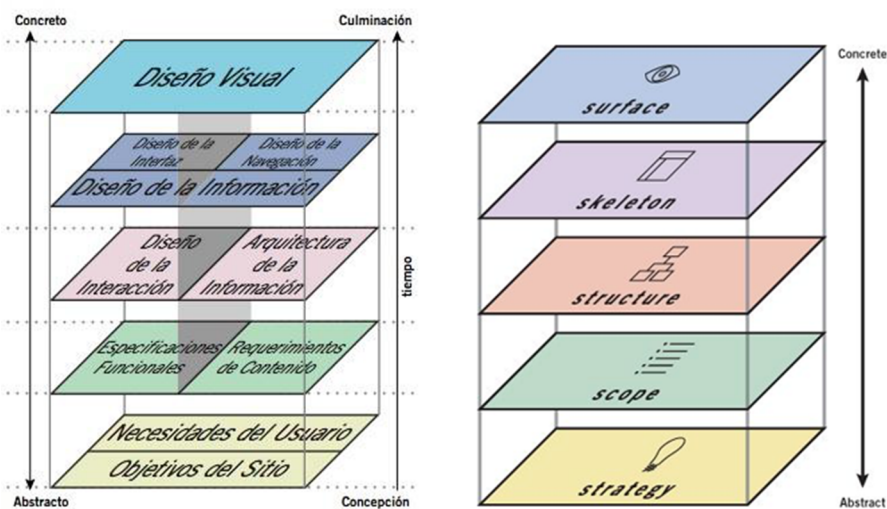 Concreto
Culminación
Diseño Visual
Diseño de la
Interfaz
Diseño de la
Navegación
Diseño de la Información
Diseño
de la
Interacción
Arquitectura
de la
Información
tiempo
Especificaciones
Funcionales
Requerimientos
de Contenido
Necesidades del Usuario
Objetivos del Sitio
Abstracto
Concepción
Concrete
surface
skeleton
structure
scope
strategy
Abstract